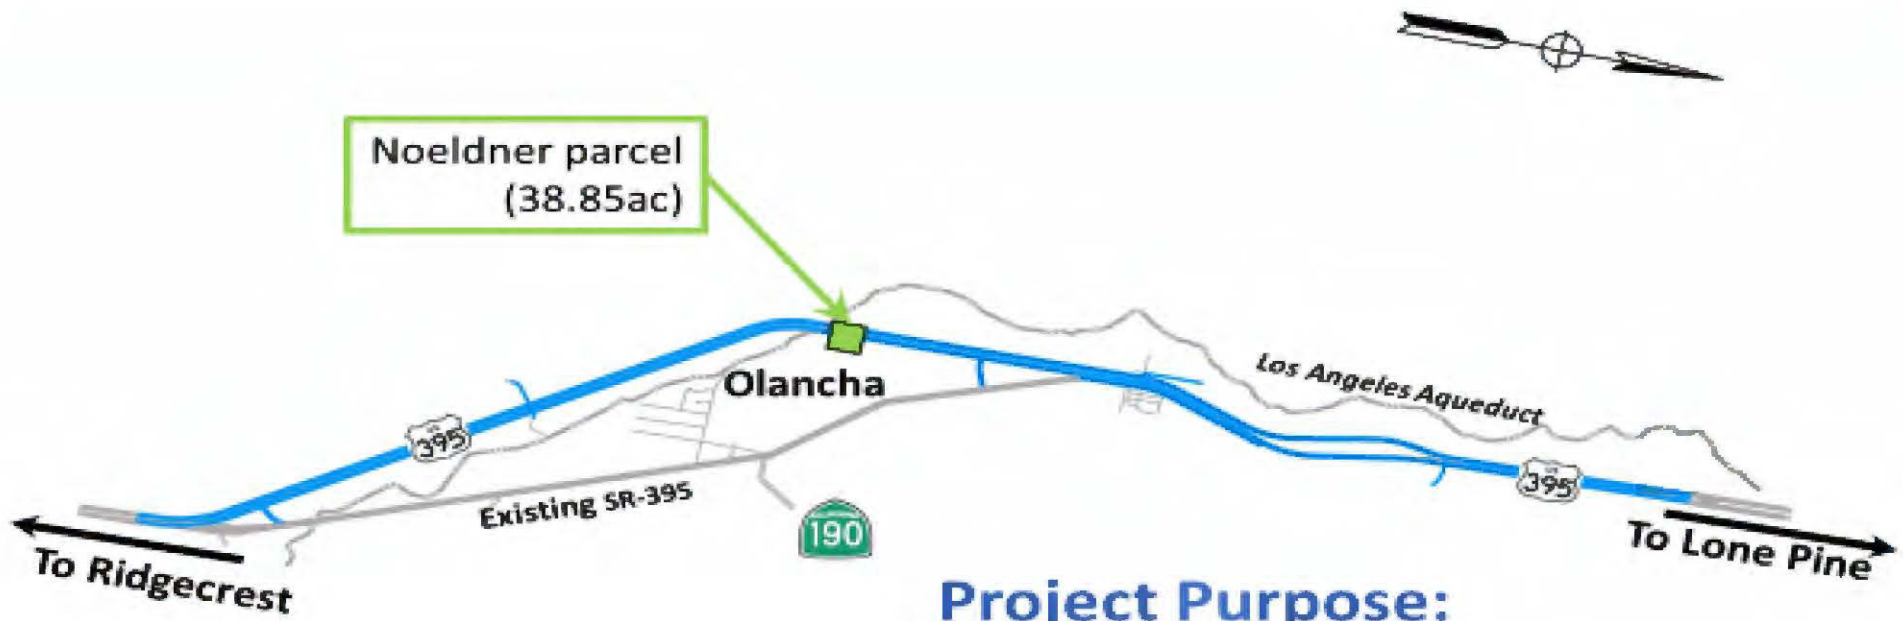 Noeldner parcel
(38.85ac)
Olancha
Los Angeles Aqueduct
395
395
Existing SR-395
190
To Ridgecrest
To Lone Pine
Project Purpose: